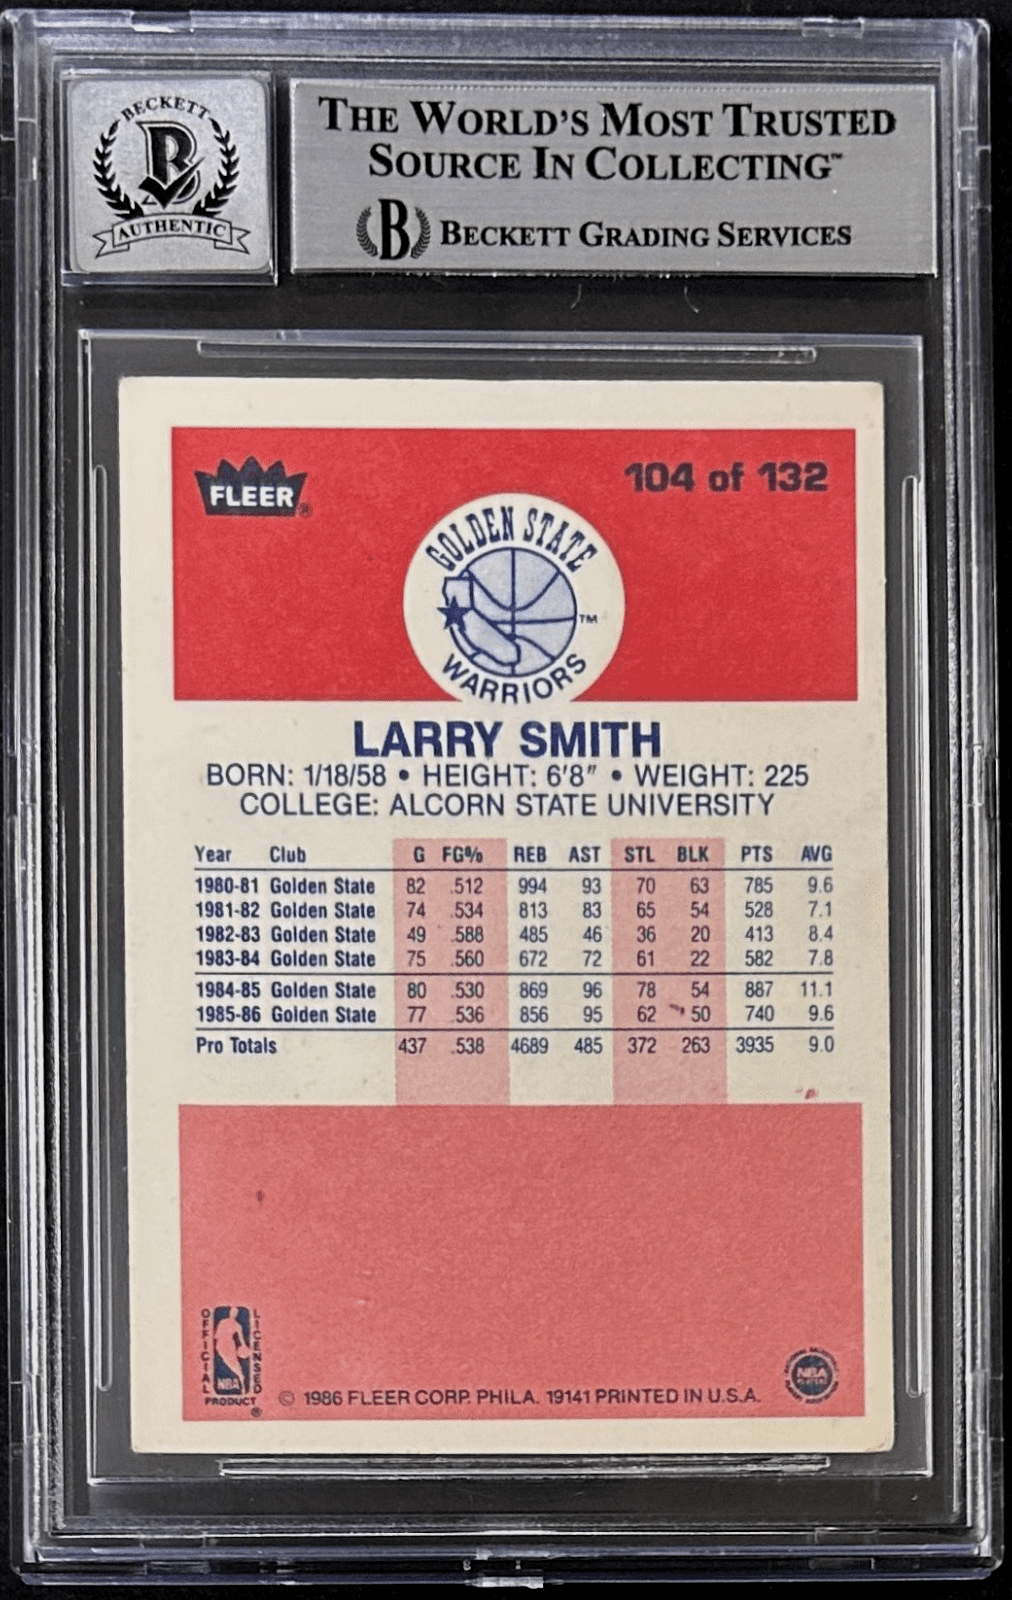 BECKETT
B
AUTHENTIC
THE WORLD'S MOST TRUSTED
SOURCE IN COLLECTING™
B BECKETT GRADING SERVICES
FLEER®
104 of 132
GOLDEN STATE
WARRIORS
™
LARRY SMITH
BORN: 1/18/58 • HEIGHT: 6'8" • WEIGHT: 225
COLLEGE: ALCORN STATE UNIVERSITY
Year Club G FG% REB AST STL BLK PTS AVG
1980-81 Golden State 82 .512 994 93 70 63 785 9.6
1981-82 Golden State 74 .534 813 83 65 54 528 7.1
1982-83 Golden State 49 .588 485 46 36 20 413 8.4
1983-84 Golden State 75 .560 672 72 61 22 582 7.8
1984-85 Golden State 80 .530 869 96 78 54 887 11.1
1985-86 Golden State 77 .536 856 95 62 50 740 9.6
Pro Totals 437 .538 4689 485 372 263 3935 9.0
OFFICIAL
LICENSED
NBA
PRODUCT
®
© 1986 FLEER CORP. PHILA. 19141 PRINTED IN U.S.A.
NATIONAL BASKETBALL
NBA
PLAYERS